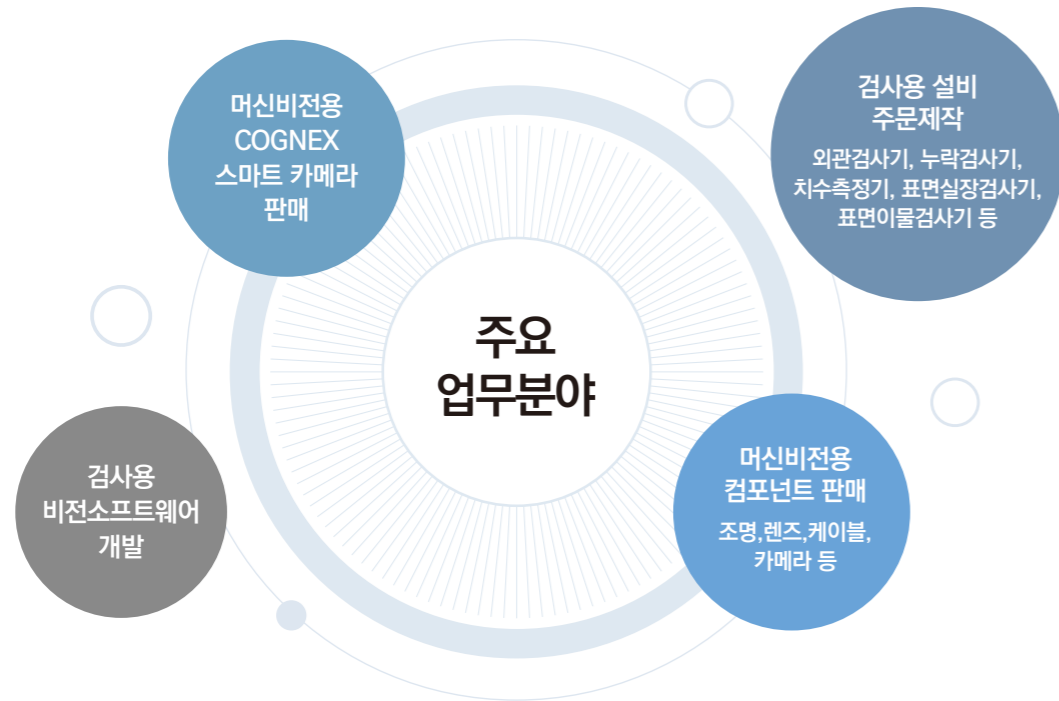 머신비전용
COGNEX
스마트 카메라
판매
검사용 설비
주문제작
외관검사기, 누락검사기,
치수측정기, 표면실장검사기,
표면이물검사기 등
주요
업무분야
검사용
비전소프트웨어
개발
머신비전용
컴포넌트 판매
조명,렌즈,케이블,
카메라 등